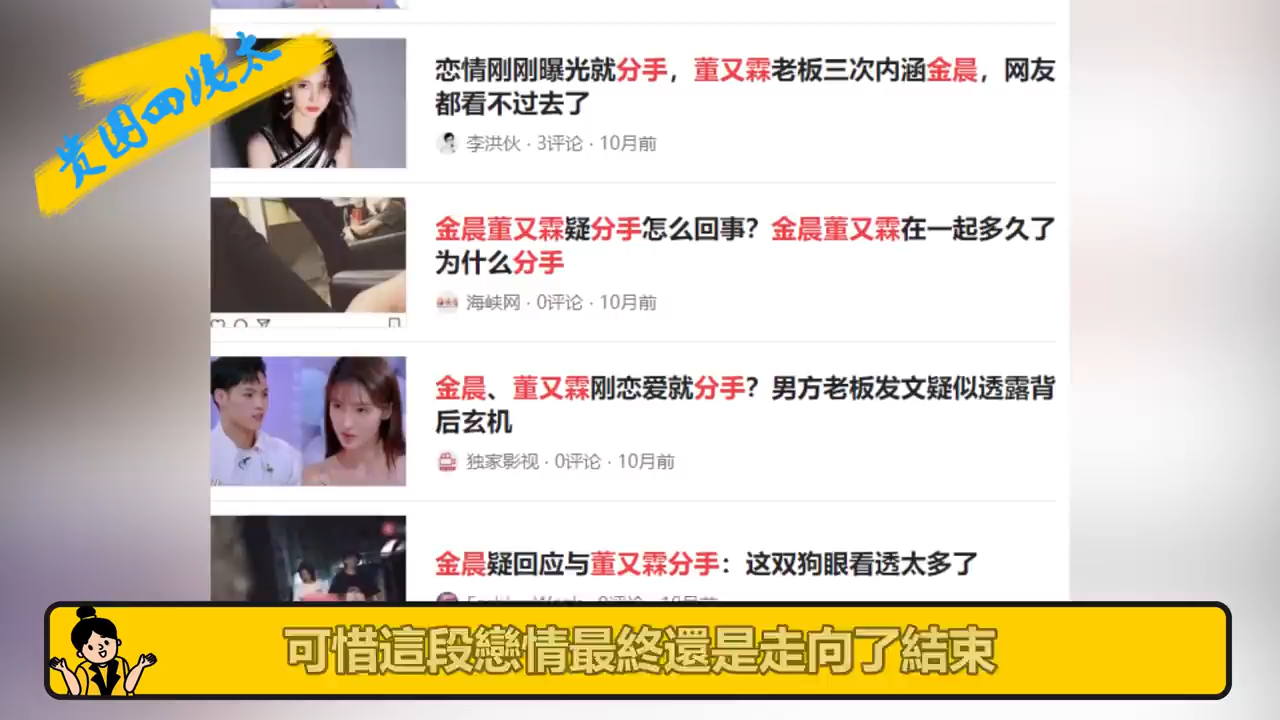 贵圈四姨太
恋情刚刚曝光就分手，董又霖老板三次内涵金晨，网友
都看不过去了
李洪伙 · 3评论 · 10月前
金晨董又霖疑分手怎么回事？金晨董又霖在一起多久了
为什么分手
海峡网 · 0评论 · 10月前
金晨、董又霖刚恋爱就分手？男方老板发文疑似透露背
后玄机
独家影视 · 0评论 · 10月前
金晨疑回应与董又霖分手：这双狗眼看透太多了
可惜這段戀情最終還是走向了結束